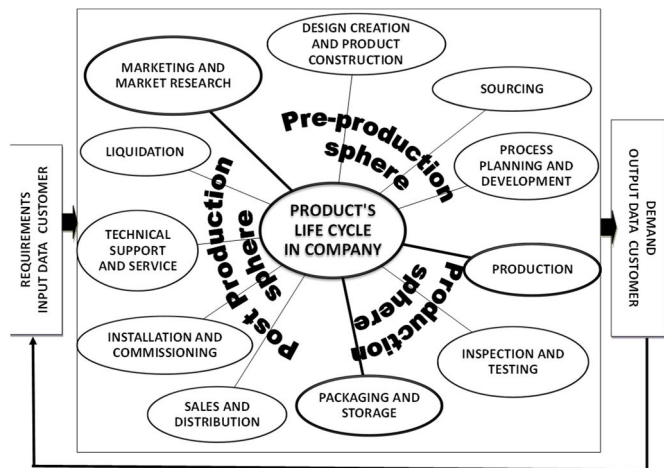 DESIGN CREATION
AND PRODUCT
CONSTRUCTION
MARKETING AND
MARKET RESEARCH
SOURCING
Pre-production
sphere
LIQUIDATION
PROCESS
PLANNING AND
DEVELOPMENT
REQUIREMENTS
INPUT DATA CUSTOMER
PRODUCT'S
LIFE CYCLE
IN COMPANY
DEMAND
OUTPUT DATA CUSTOMER
TECHNICAL
SUPPORT
AND SERVICE
Post Production
sphere
PRODUCTION
Production
sphere
INSTALLATION AND
COMMISSIONING
INSPECTION AND
TESTING
SALES AND
DISTRIBUTION
PACKAGING AND
STORAGE